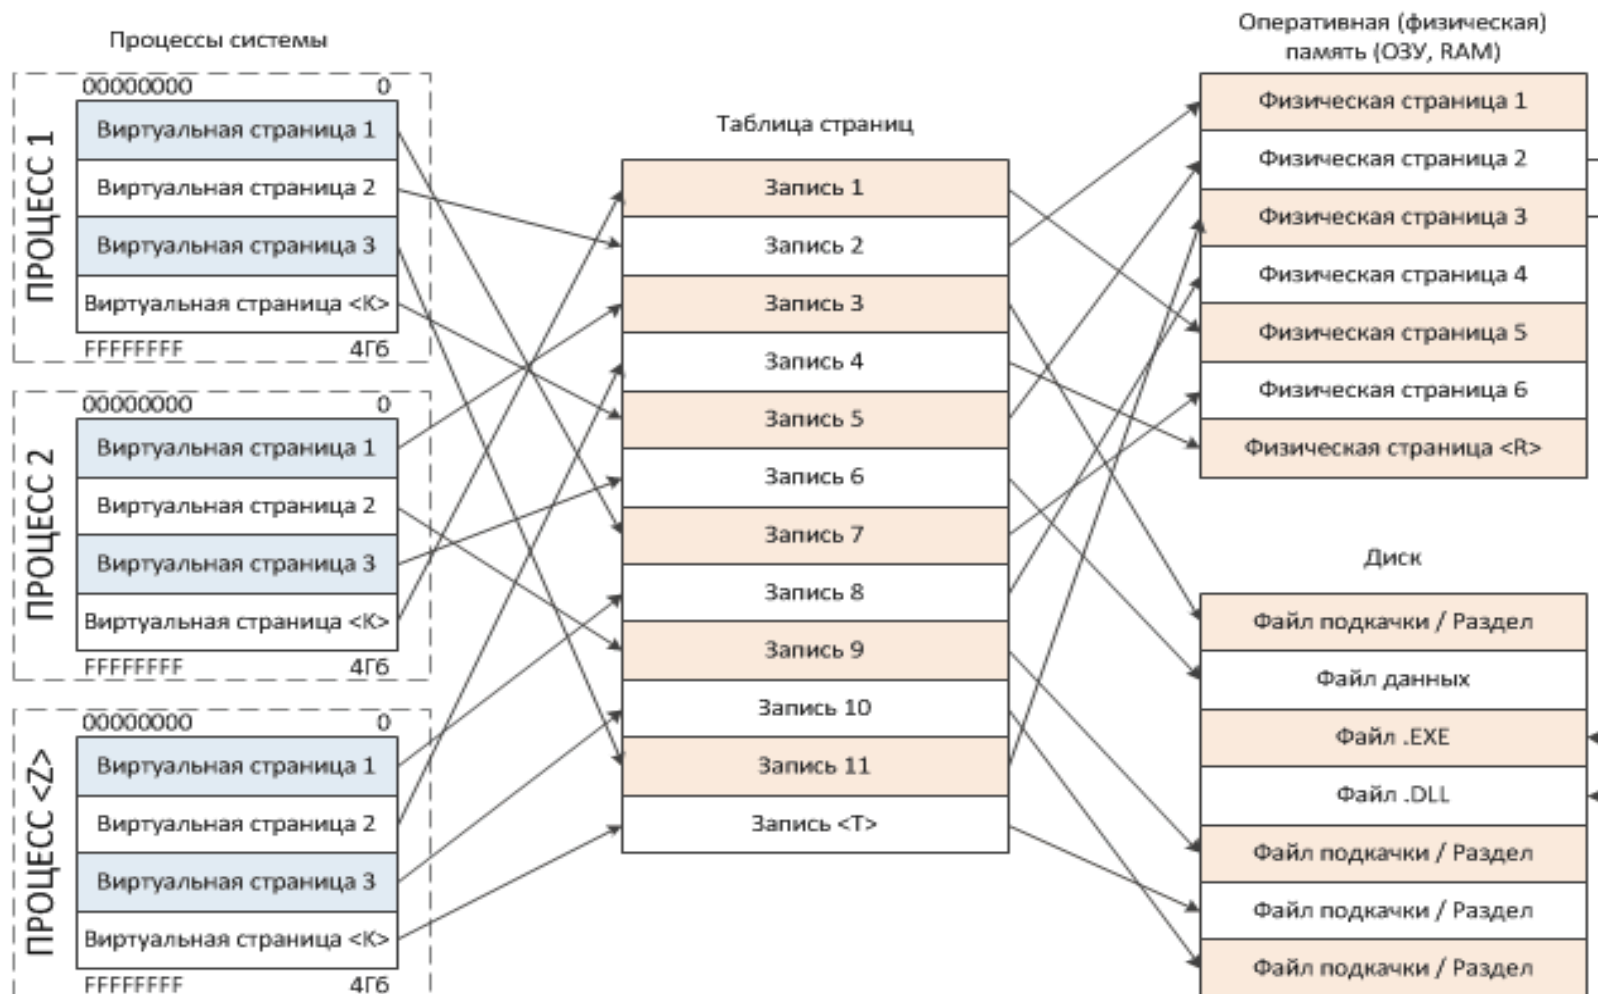 Процессы системы
00000000 0
ПРОЦЕСС 1
Виртуальная страница 1
Виртуальная страница 2
Виртуальная страница 3
Виртуальная страница <K>
FFFFFFFF 4Гб
00000000 0
ПРОЦЕСС 2
Виртуальная страница 1
Виртуальная страница 2
Виртуальная страница 3
Виртуальная страница <K>
FFFFFFFF 4Гб
00000000 0
ПРОЦЕСС <Z>
Виртуальная страница 1
Виртуальная страница 2
Виртуальная страница 3
Виртуальная страница <K>
FFFFFFFF 4Гб
Таблица страниц
Запись 1
Запись 2
Запись 3
Запись 4
Запись 5
Запись 6
Запись 7
Запись 8
Запись 9
Запись 10
Запись 11
Запись <T>
Оперативная (физическая)
память (ОЗУ, RAM)
Физическая страница 1
Физическая страница 2
Физическая страница 3
Физическая страница 4
Физическая страница 5
Физическая страница 6
Физическая страница <R>
Диск
Файл подкачки / Раздел
Файл данных
Файл .EXE
Файл .DLL
Файл подкачки / Раздел
Файл подкачки / Раздел
Файл подкачки / Раздел